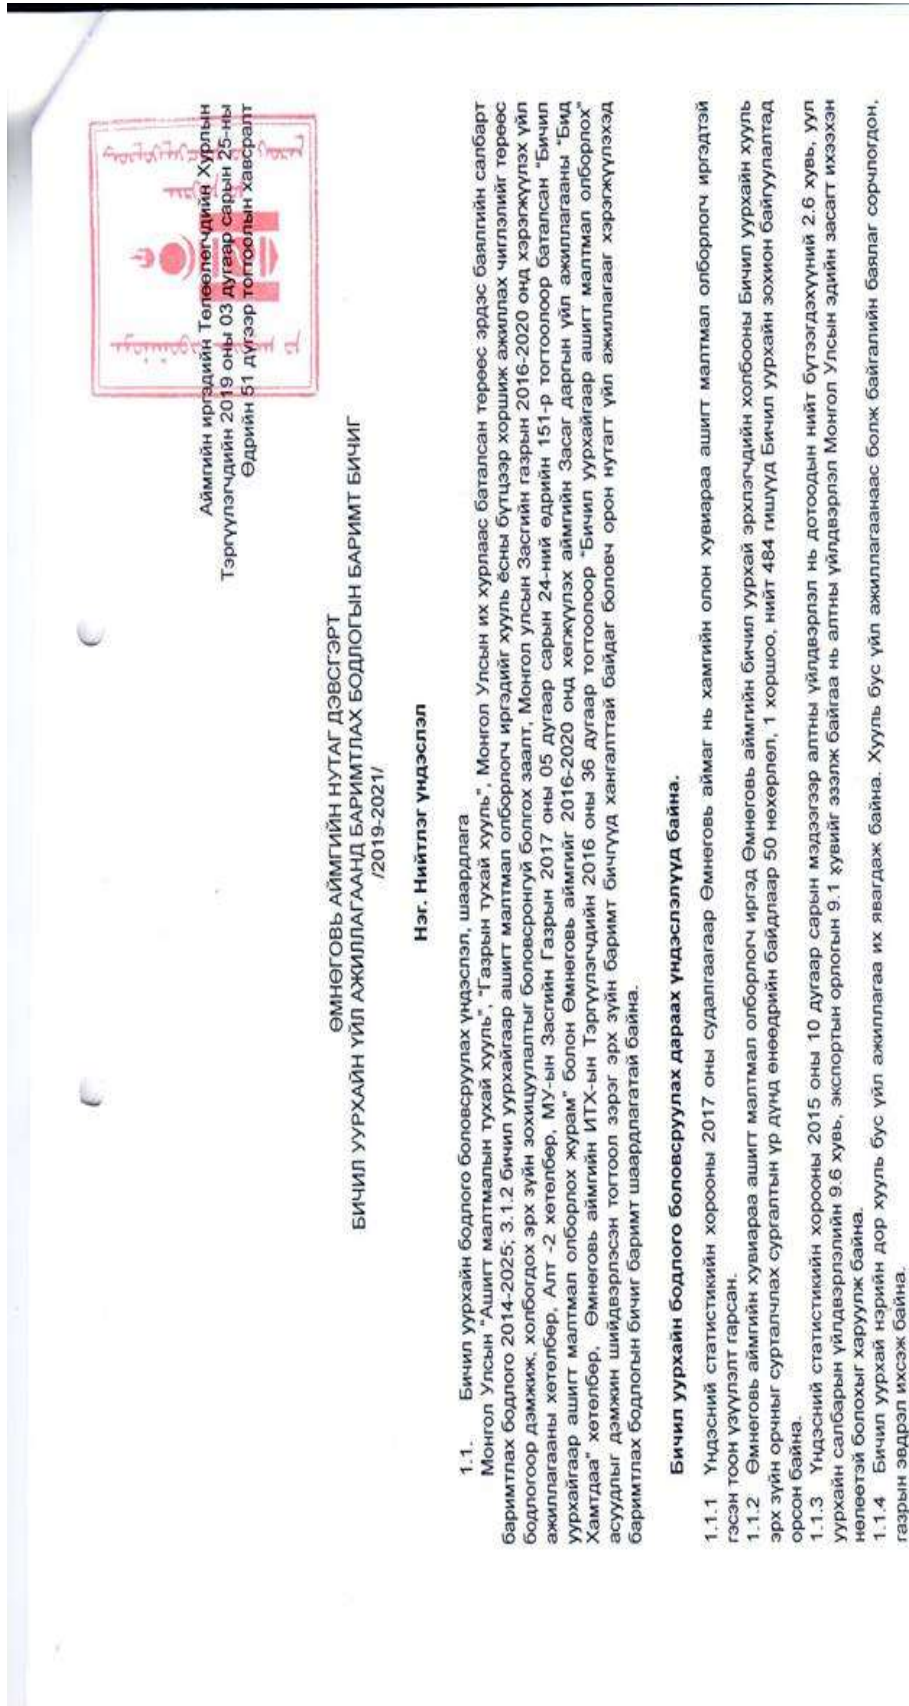 Аймгийн иргэдийн Төлөөлөгчдийн Хурлын
Тэргүүлэгчдийн 2019 оны 03 дугаар сарын 25-ны
Өдрийн 51 дүгээр тогтоолын хавсралт
ӨМНӨГОВЬ АЙМГИЙН НУТАГ ДЭВСГЭРТ
БИЧИЛ УУРХАЙН ҮЙЛ АЖИЛЛАГААНД БАРИМТЛАХ БОДЛОГЫН БАРИМТ БИЧИГ
/2019-2021/
Нэг. Нийтлэг үндэслэл
1.1. Бичил уурхайн бодлого боловсруулах үндэслэл, шаардлага
Монгол Улсын "Ашигт малтмалын тухай хууль", "Газрын тухай хууль", Монгол Улсын их хурлаас баталсан төрөөс эрдэс баялгийн салбарт
баримтлах бодлого 2014-2025; 3.1.2 бичил уурхайгаар ашигт малтмал олборлогч иргэдийг хууль ёсны бүтцээр хоршиж ажиллах чиглэлийг төрөөс
бодлогоор дэмжиж, холбогдох эрх зүйн зохицуулалтыг боловсронгуй болгох заалт, Монгол улсын Засгийн газрын 2016-2020 онд хэрэгжүүлэх үйл
ажиллагааны хөтөлбөр, Алт -2 хөтөлбөр, МУ-ын Засгийн Газрын 2017 оны 05 дугаар сарын 24-ний өдрийн 151-р тогтоолоор баталсан "Бичил
уурхайгаар ашигт малтмал олборлох журам" болон Өмнөговь аймгийг 2016-2020 онд хөгжүүлэх аймгийн Засаг даргын үйл ажиллагааны "Бид
Хамтдаа" хөтөлбөр, Өмнөговь аймгийн ИТХ-ын Тэргүүлэгчдийн 2016 оны 36 дугаар тогтоолоор "Бичил уурхайгаар ашигт малтмал олборлох"
асуудлыг дэмжин шийдвэрлэсэн тогтоол зэрэг эрх зүйн баримт бичгүүд хангалттай байдаг боловч орон нутагт үйл ажиллагааг хэрэгжүүлэхэд
баримтлах бодлогын бичиг баримт шаардлагатай байна.
Бичил уурхайн бодлого боловсруулах дараах үндэслэлүүд байна.
1.1.1 Үндэсний статистикийн хорооны 2017 оны судалгаагаар Өмнөговь аймаг нь хамгийн олон хувиараа ашигт малтмал олборлогч иргэдтэй
гэсэн тоон үзүүлэлт гарсан.
1.1.2 Өмнөговь аймгийн хувиараа ашигт малтмал олборлогч иргэд Өмнөговь аймгийн бичил уурхай эрхлэгчдийн холбооны Бичил уурхайн хууль
эрх зүйн орчныг сурталчлах сургалтын үр дүнд өнөөдрийн байдлаар 50 нөхөрлөл, 1 хоршоо, нийт 484 гишүүд Бичил уурхайн зохион байгуулалтад
орсон байна.
1.1.3 Үндэсний статистикийн хорооны 2015 оны 10 дугаар сарын мэдээгээр алтны үйлдвэрлэл нь дотоодын нийт бүтээгдэхүүний 2.6 хувь, уул
уурхайн салбарын үйлдвэрлэлийн 9.6 хувь, экспортын орлогын 9.1 хувийг эзэлж байгаа нь алтны үйлдвэрлэл Монгол Улсын эдийн засагт ихээхэн
нөлөөтэй болохыг харуулж байна.
1.1.4 Бичил уурхай нэрийн дор хууль бус үйл ажиллагаа их явагдаж байна. Хууль бус үйл ажиллагаанаас болж байгалийн баялаг сорчлогдон,
газрын эвдрэл ихсэж байна.